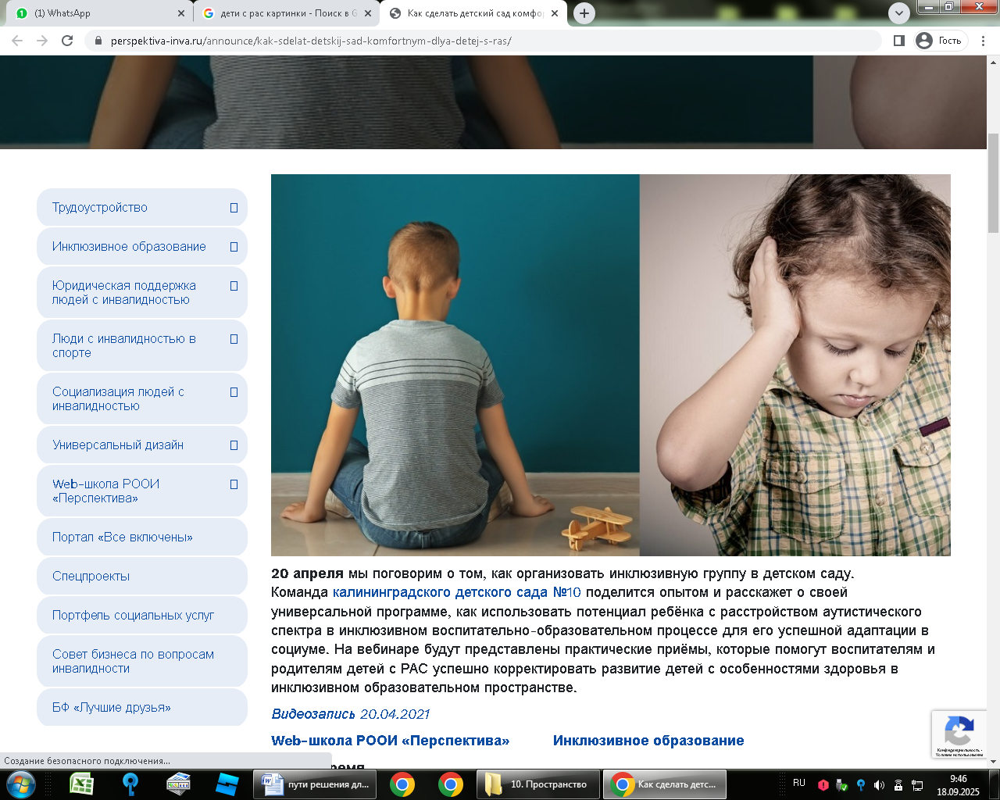 (1) WhatsApp
дети с рас картинки - Поиск в G
Как сделать детский сад комфо
perspektiva-inva.ru/announce/kak-sdelat-detskij-sad-komfortnym-dlya-detej-s-ras/
Гость
Трудоустройство
Инклюзивное образование
Юридическая поддержка
людей с инвалидностью
Люди с инвалидностью в
спорте
Социализация людей с
инвалидностью
Универсальный дизайн
Web-школа РООИ
«Перспектива»
Портал «Все включены»
Спецпроекты
Портфель социальных услуг
Совет бизнеса по вопросам
инвалидности
БФ «Лучшие друзья»
20 апреля мы поговорим о том, как организовать инклюзивную группу в детском саду.
Команда калининградского детского сада №10 поделится опытом и расскажет о своей
универсальной программе, как использовать потенциал ребёнка с расстройством аутистического
спектра в инклюзивном воспитательно-образовательном процессе для его успешной адаптации в
социуме. На вебинаре будут представлены практические приёмы, которые помогут воспитателям и
родителям детей с РАС успешно корректировать развитие детей с особенностями здоровья в
инклюзивном образовательном пространстве.
Видеозапись 20.04.2021
Web-школа РООИ «Перспектива» Инклюзивное образование
Конфиденциальность -
Условия использования
Создание безопасного подключения...
пути решения дл...
10. Пространство
Как сделать детс...
RU
9:46
18.09.2025